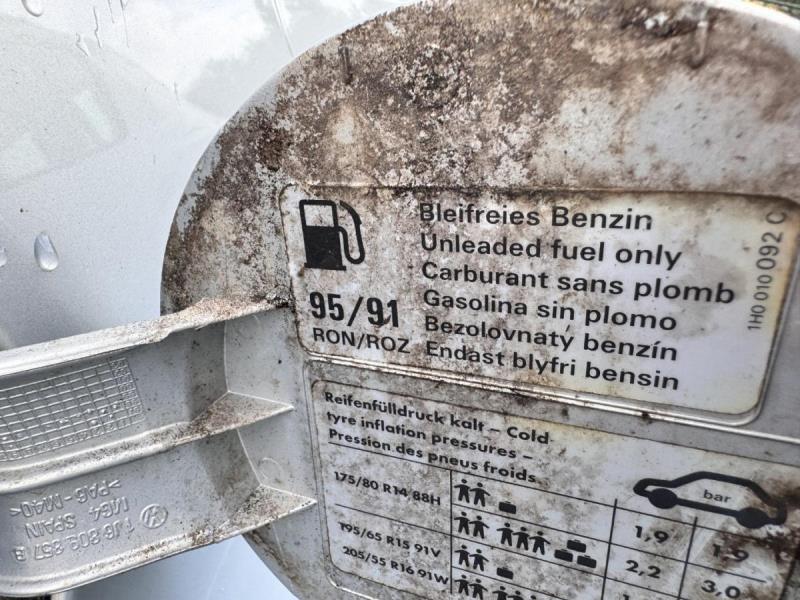 Bleifreies Benzin
Unleaded fuel only
Carburant sans plomb
Gasolina sin plomo
Bezolovnatý benzín
Endast blyfri bensin
95/91
RON/ROZ
1H0 010 092 C
Reifenfülldruck kalt – Cold
tyre inflation pressures –
Pression des pneus froids
bar
175/80 R14 88H
1,9 1,9
195/65 R15 91V
2,2 3,0
205/55 R16 91W
>PA6-M40<
M64 SPAIN
1J6 809 857 B